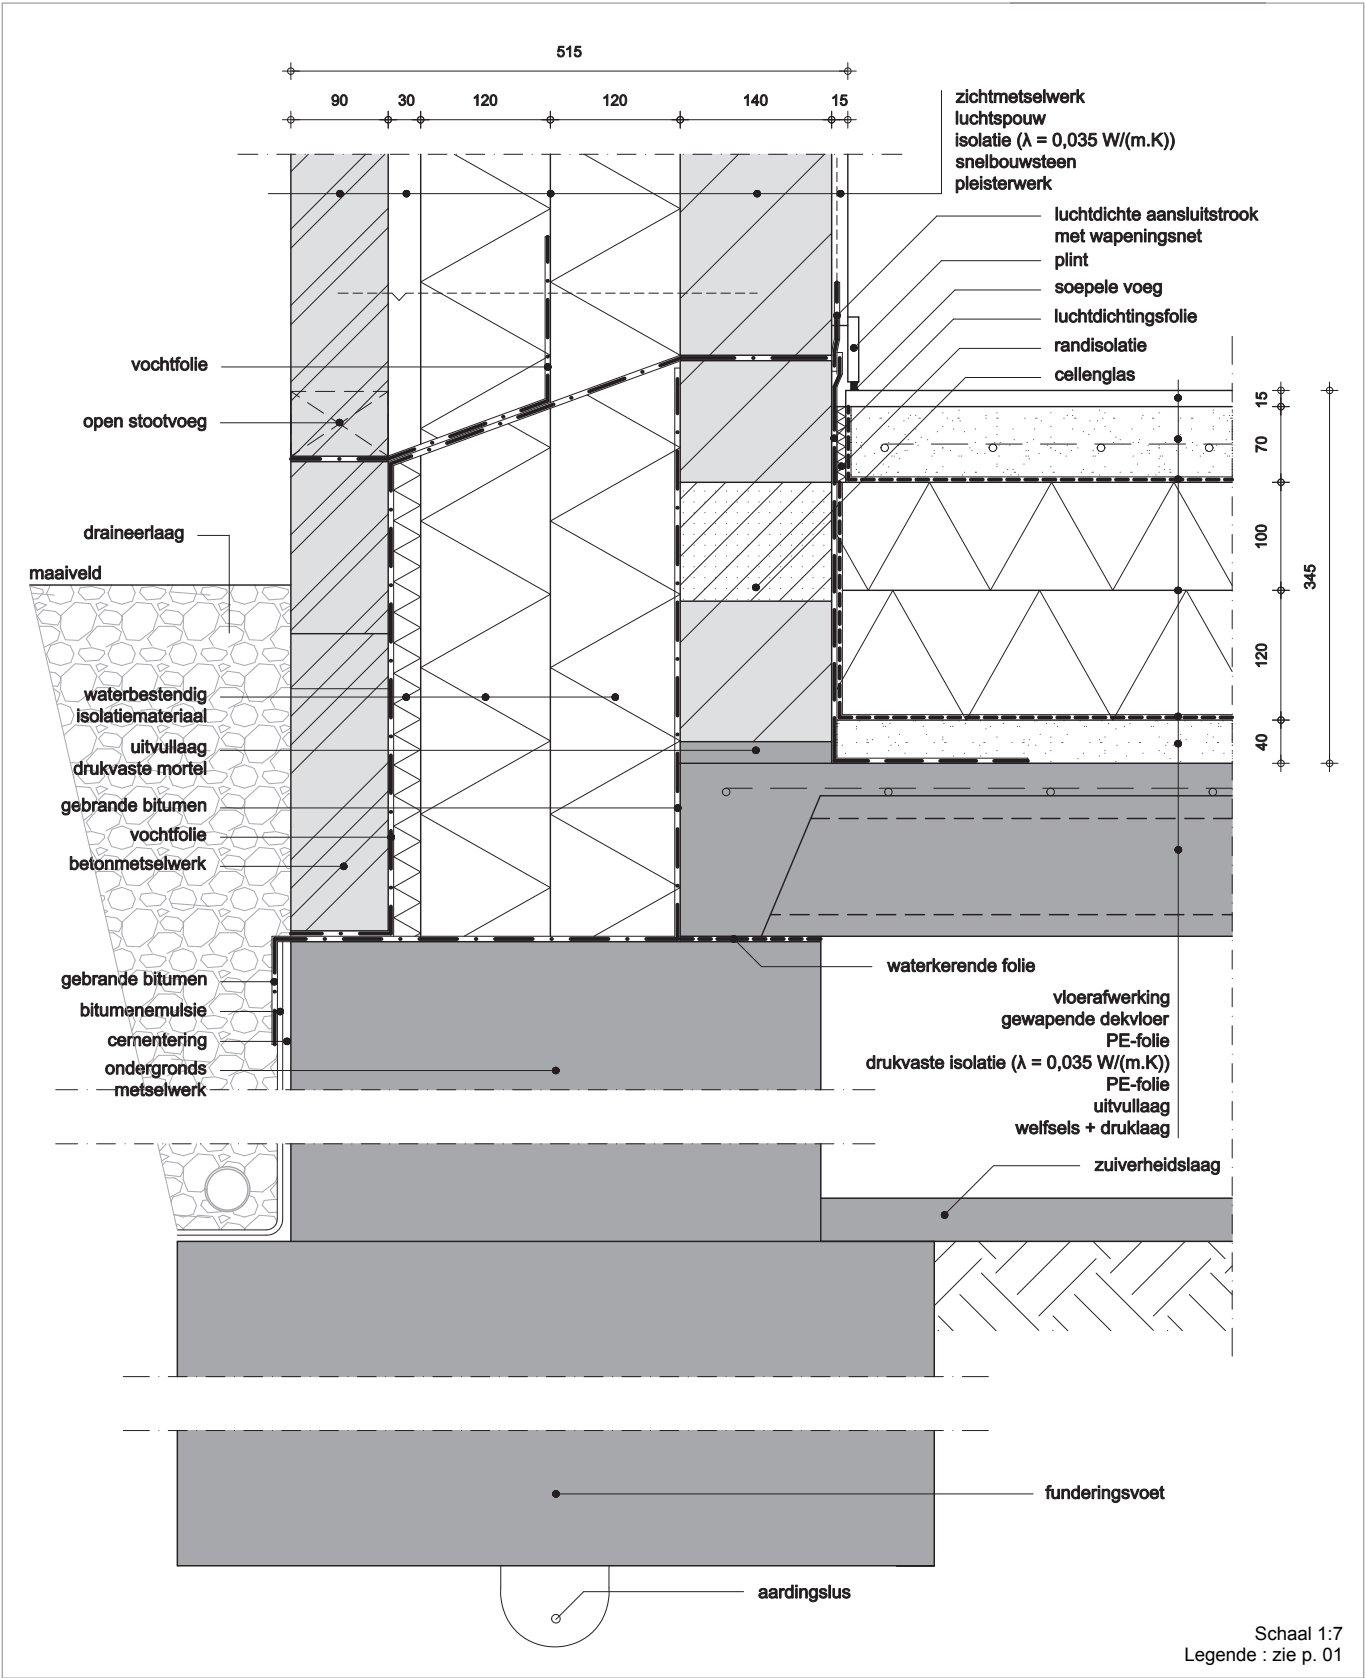 515
90 30 120 120 140 15
zichtmetselwerk
luchtspouw
isolatie (λ = 0,035 W/(m.K))
snelbouwsteen
pleisterwerk
luchtdichte aansluitstrook
met wapeningsnet
plint
soepele voeg
luchtdichtingsfolie
randisolatie
cellenglas
vochtfolie
open stootvoeg
draineerlaag
maaiveld
waterbestendig
isolatiemateriaal
uitvullaag
drukvaste mortel
gebrande bitumen
vochtfolie
betonmetselwerk
gebrande bitumen
bitumenemulsie
cementering
ondergronds
metselwerk
15
70
100
120
40
345
waterkerende folie
vloerafwerking
gewapende dekvloer
PE-folie
drukvaste isolatie (λ = 0,035 W/(m.K))
PE-folie
uitvullaag
welfsels + druklaag
zuiverheidslaag
funderingsvoet
aardingslus
Schaal 1:7
Legende : zie p. 01